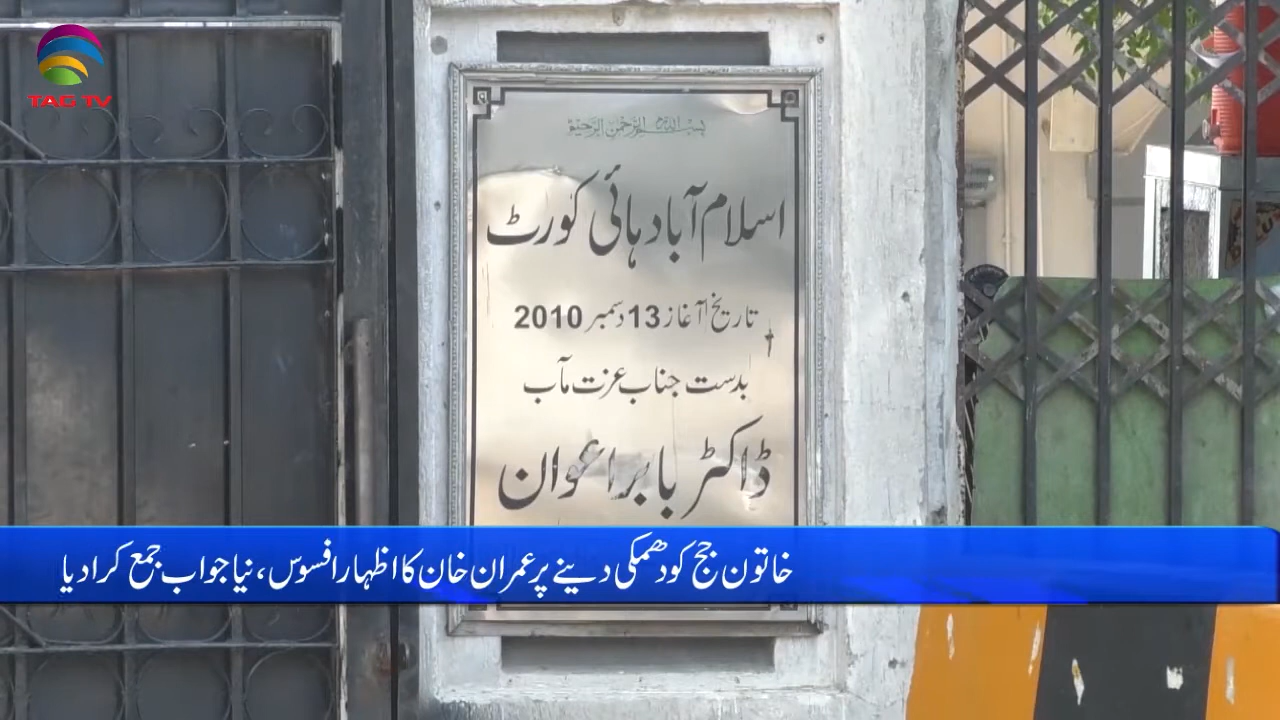 TAG TV
بسم اللہ الرحمن الرحیم
اسلام آباد ہائی کورٹ
تاریخ آغاز 13 دسمبر 2010
بدست جناب عزت مآب
ڈاکٹر بابر اعوان
خاتون جج کو دھمکی دینے پر عمران خان کا اظہار افسوس، نیا جواب جمع کرا دیا